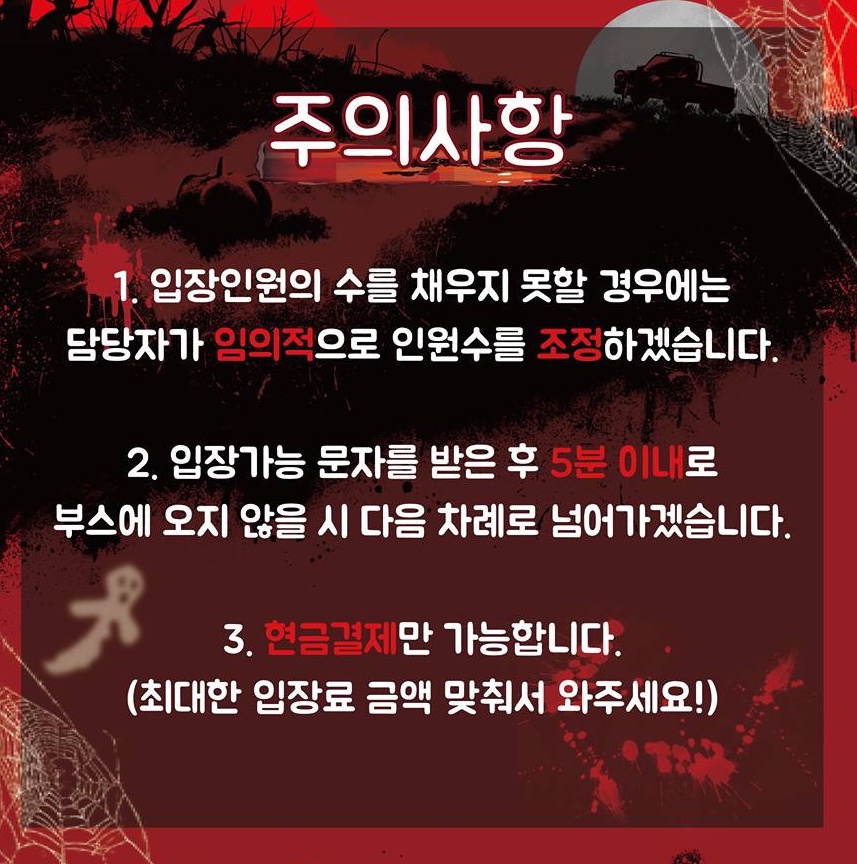 주의사항
1. 입장인원의 수를 채우지 못할 경우에는
담당자가 임의적으로 인원수를 조정하겠습니다.
2. 입장가능 문자를 받은 후 5분 이내로
부스에 오지 않을 시 다음 차례로 넘어가겠습니다.
3. 현금결제만 가능합니다.
(최대한 입장료 금액 맞춰서 와주세요!)